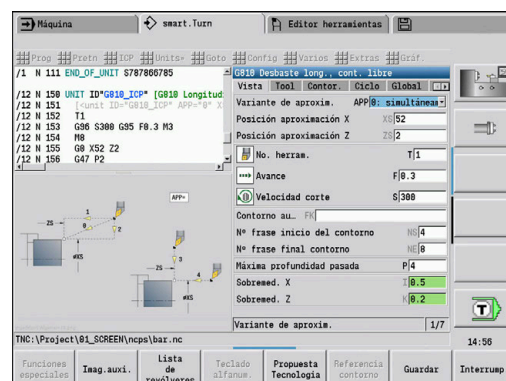 Máquina
smart.Turn
Editor herramientas
Prog
Pretn
ICP
Units»
Goto
Config
Varios
Extras
Gráf.
/1 N 111 END_OF_UNIT S787866785
/12 N 150 UNIT ID"G810_ICP" [G810 Longitud
/12 N 151
/12 N 152 T1
/12 N 153 G96 S300 G95 F0.3 M3
/12 N 154 M8
/12 N 155 G0 X52 Z2
/12 N 156 G47 P2
G810 Desbaste long., cont. libre
Vista Tool Contor. Ciclo Global
Variante de aproxim. APP 0: simultánea
Posición aproximación X XS 52
Posición aproximación Z ZS 2
No. herram. T 1
Avance F 0.3
Velocidad corte S 300
Contorno au… FK
Nº frase inicio del contorno NS 4
Nº frase final contorno NE 8
Máxima profundidad pasada P 4
Sobremed. X I 0.5
Sobremed. Z K 0.2
Variante de aproxim. 1/7
APP=
ZS
1
0
2
øXS
ZS
3
4
øXS
T
TNC:\Project\01_SCREEN\ncps\bar.nc
14:56
Funciones especiales
Imag.auxi.
Lista de revólveres
Teclado alfanum.
Propuesta Tecnología
Referencia contorno
Guardar
Interrump